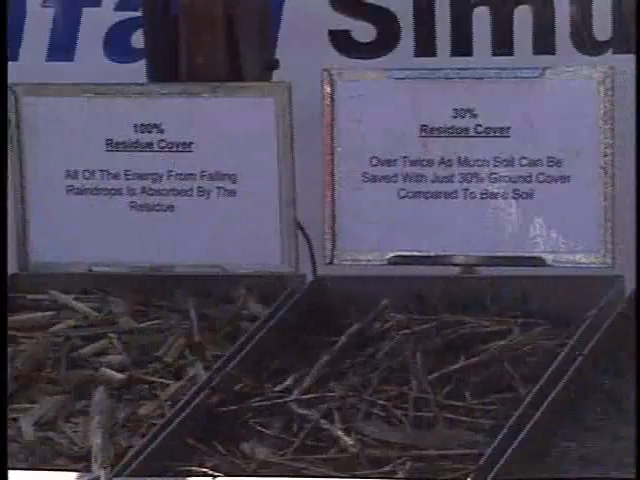 fall Simu
100%
Residue Cover
All Of The Energy From Falling
Raindrops Is Absorbed By The
Residue
30%
Residue Cover
Over Twice As Much Soil Can Be
Saved With Just 30% Ground Cover
Compared To Bare Soil